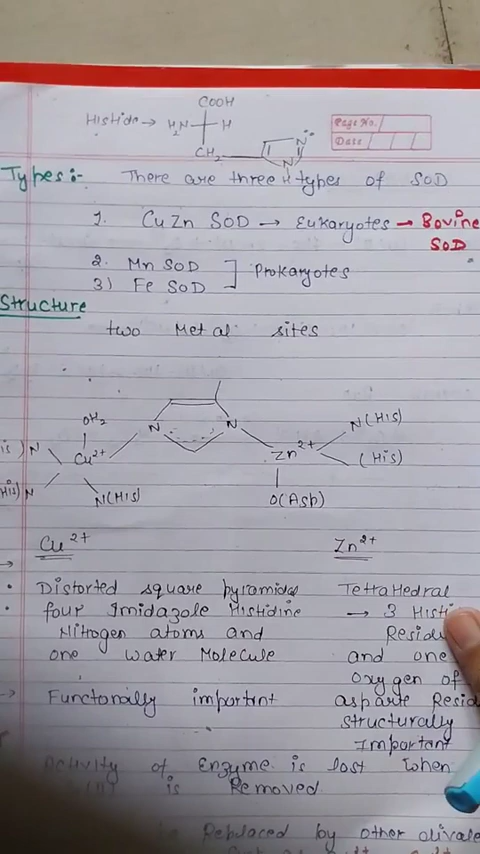 COOH
Histidine → H2N H
CH2 N
N
H
Page No.
Date
Types:- There are three types of SOD
1. CuZn SOD → Eukaryotes → Bovine
SOD
2. Mn SOD
3) Fe SOD ] Prokaryotes
Structure
two Metal sites
OH2
N N N(His)
is) N Cu2+ Zn2+ (His)
His) N N(His) O(Asp)
Cu2+ Zn2+
→ Distorted square pyramidal Tetrahedral
• four Imidazole Histidine → 3 Histi
Nitrogen atoms and Residu
one water Molecule and one
oxygen of
→ Functonally important asparte Resid
structurally
Important
Activity of Enzyme is lost when
is Removed.
Replaced by other divale